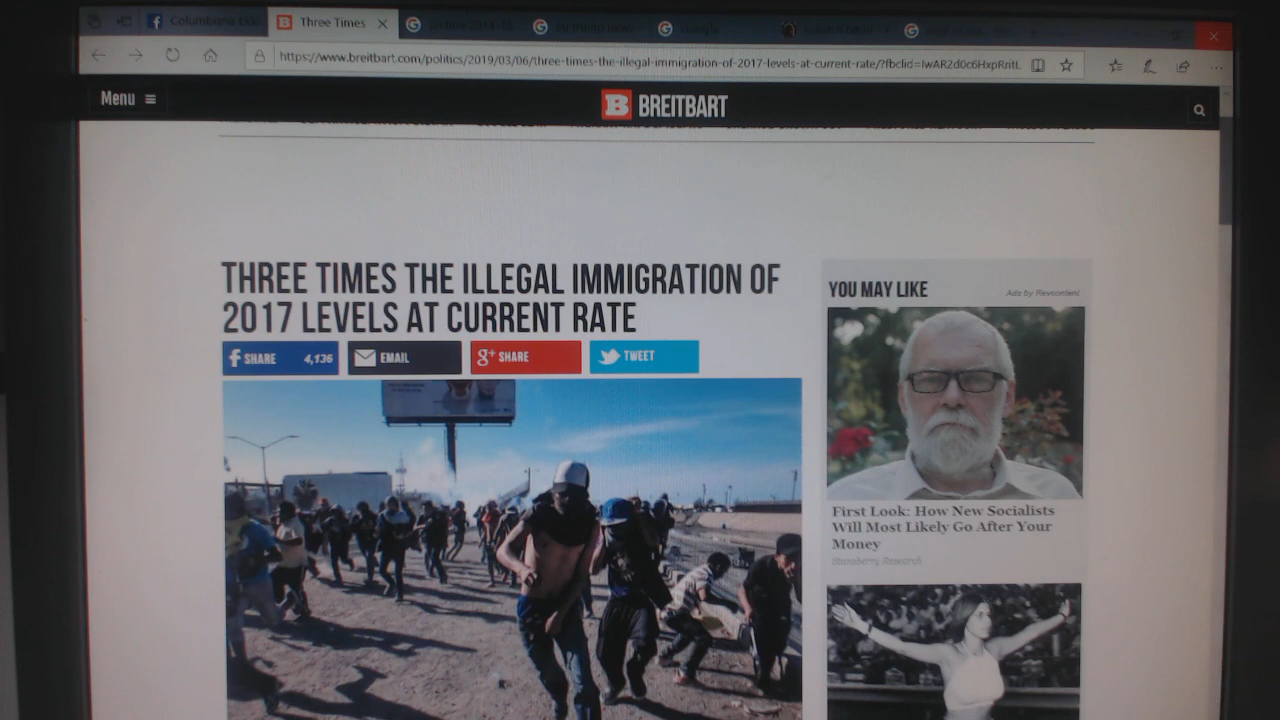 Three Times
https://www.breitbart.com/politics/2019/03/06/three-times-the-illegal-immigration-of-2017-levels-at-current-rate/?fbclid=IwAR2d0c6HxpRritL
Menu
B BREITBART
THREE TIMES THE ILLEGAL IMMIGRATION OF
2017 LEVELS AT CURRENT RATE
f SHARE 4,136
EMAIL
g+ SHARE
TWEET
YOU MAY LIKE
Ads by Revcontent
First Look: How New Socialists
Will Most Likely Go After Your
Money
Stansberry Research